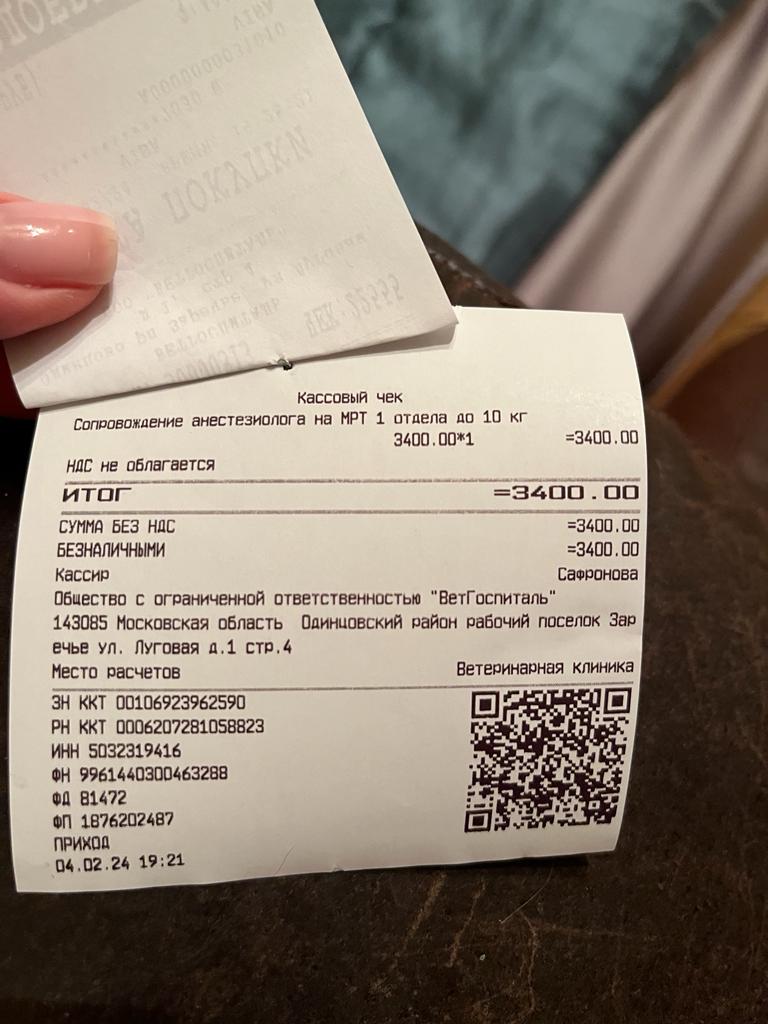 ПОКУПКИ
VISA
Кассовый чек
Сопровождение анестезиолога на МРТ 1 отдела до 10 кг
3400.00*1 =3400.00
НДС не облагается
ИТОГ =3400.00
СУММА БЕЗ НДС =3400.00
БЕЗНАЛИЧНЫМИ =3400.00
Кассир Сафронова
Общество с ограниченной ответственностью "ВетГоспиталь"
143085 Московская область Одинцовский район рабочий поселок Зар
ечье ул. Луговая д.1 стр.4
Место расчетов Ветеринарная клиника
ЗН ККТ 00106923962590
РН ККТ 0006207281058823
ИНН 5032319416
ФН 9961440300463288
ФД 81472
ФП 1876202487
ПРИХОД
04.02.24 19:21